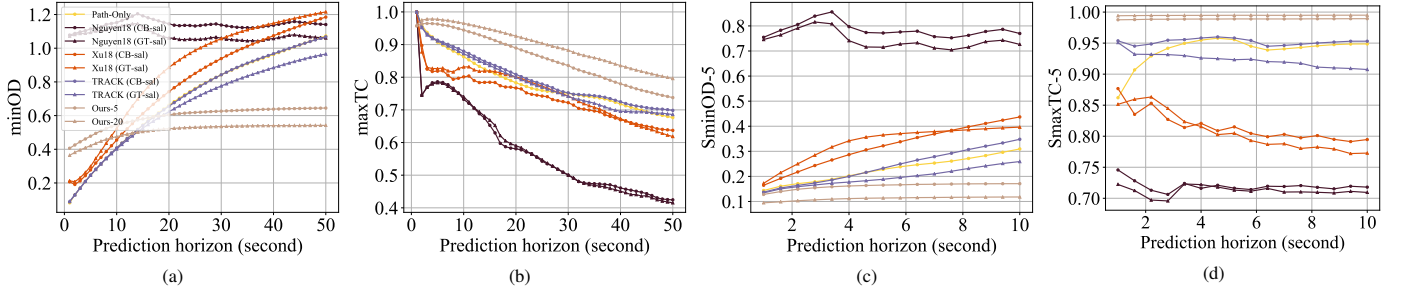 minOD
1.2
1.0
0.8
0.6
0.4
0.2
Path-Only
Nguyen18 (CB-sal)
Nguyen18 (GT-sal)
Xu18 (CB-sal)
Xu18 (GT-sal)
TRACK (CB-sal)
TRACK (GT-sal)
Ours-5
Ours-20
0 10 20 30 40 50
Prediction horizon (second)
(a)
maxTC
1.0
0.9
0.8
0.7
0.6
0.5
0.4
0 10 20 30 40 50
Prediction horizon (second)
(b)
SminOD-5
0.8
0.7
0.6
0.5
0.4
0.3
0.2
0.1
2 4 6 8 10
Prediction horizon (second)
(c)
SmaxTC-5
1.00
0.95
0.90
0.85
0.80
0.75
0.70
2 4 6 8 10
Prediction horizon (second)
(d)